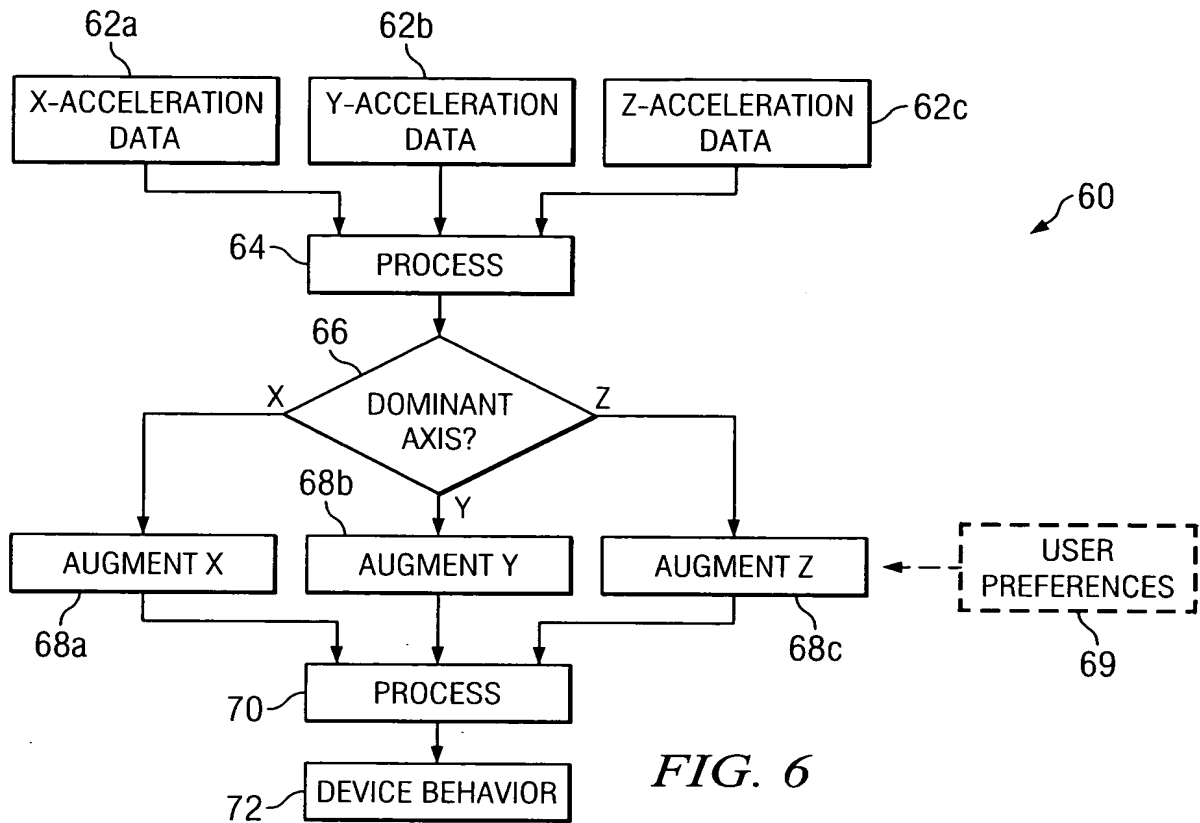 62a
62b
X-ACCELERATION
DATA
Y-ACCELERATION
DATA
Z-ACCELERATION
DATA
62c
60
64
PROCESS
66
X
DOMINANT
AXIS?
Z
Y
68b
AUGMENT X
AUGMENT Y
AUGMENT Z
USER
PREFERENCES
68a
68c
69
70
PROCESS
72
DEVICE BEHAVIOR
FIG. 6